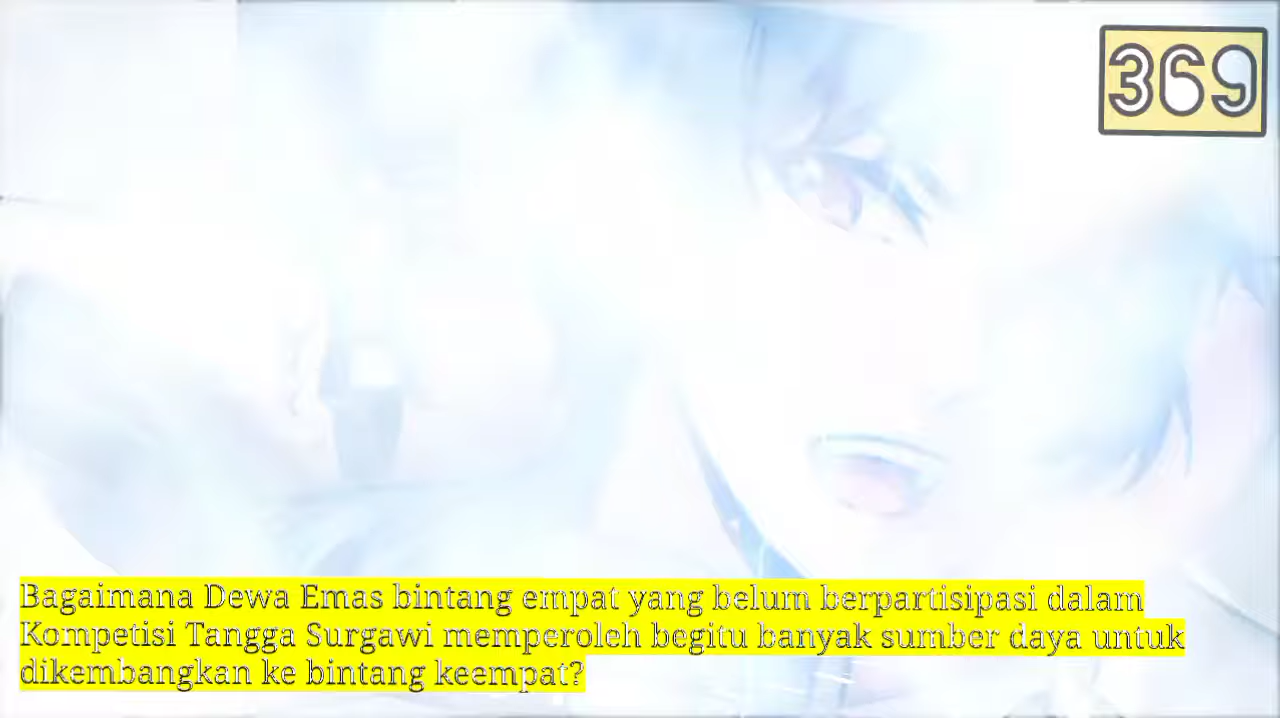 369
Bagaimana Dewa Emas bintang empat yang belum berpartisipasi dalam
Kompetisi Tangga Surgawi memperoleh begitu banyak sumber daya untuk
dikembangkan ke bintang keempat?